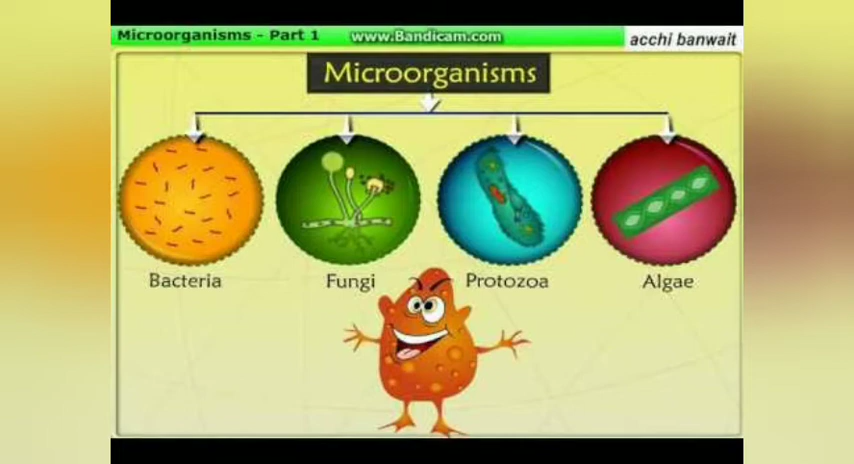 Microorganisms - Part 1
www.Bandicam.com
acchi banwait
Microorganisms
Bacteria
Fungi
Protozoa
Algae